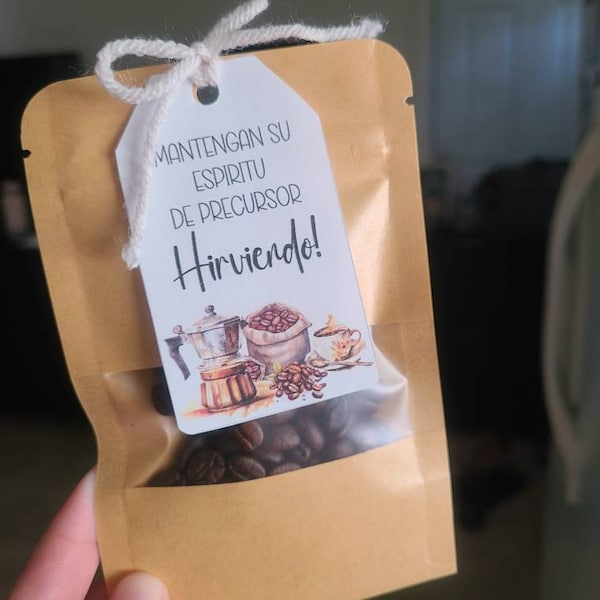 MANTENGAN SU
ESPIRITU
DE PRECURSOR
Hirviendo!